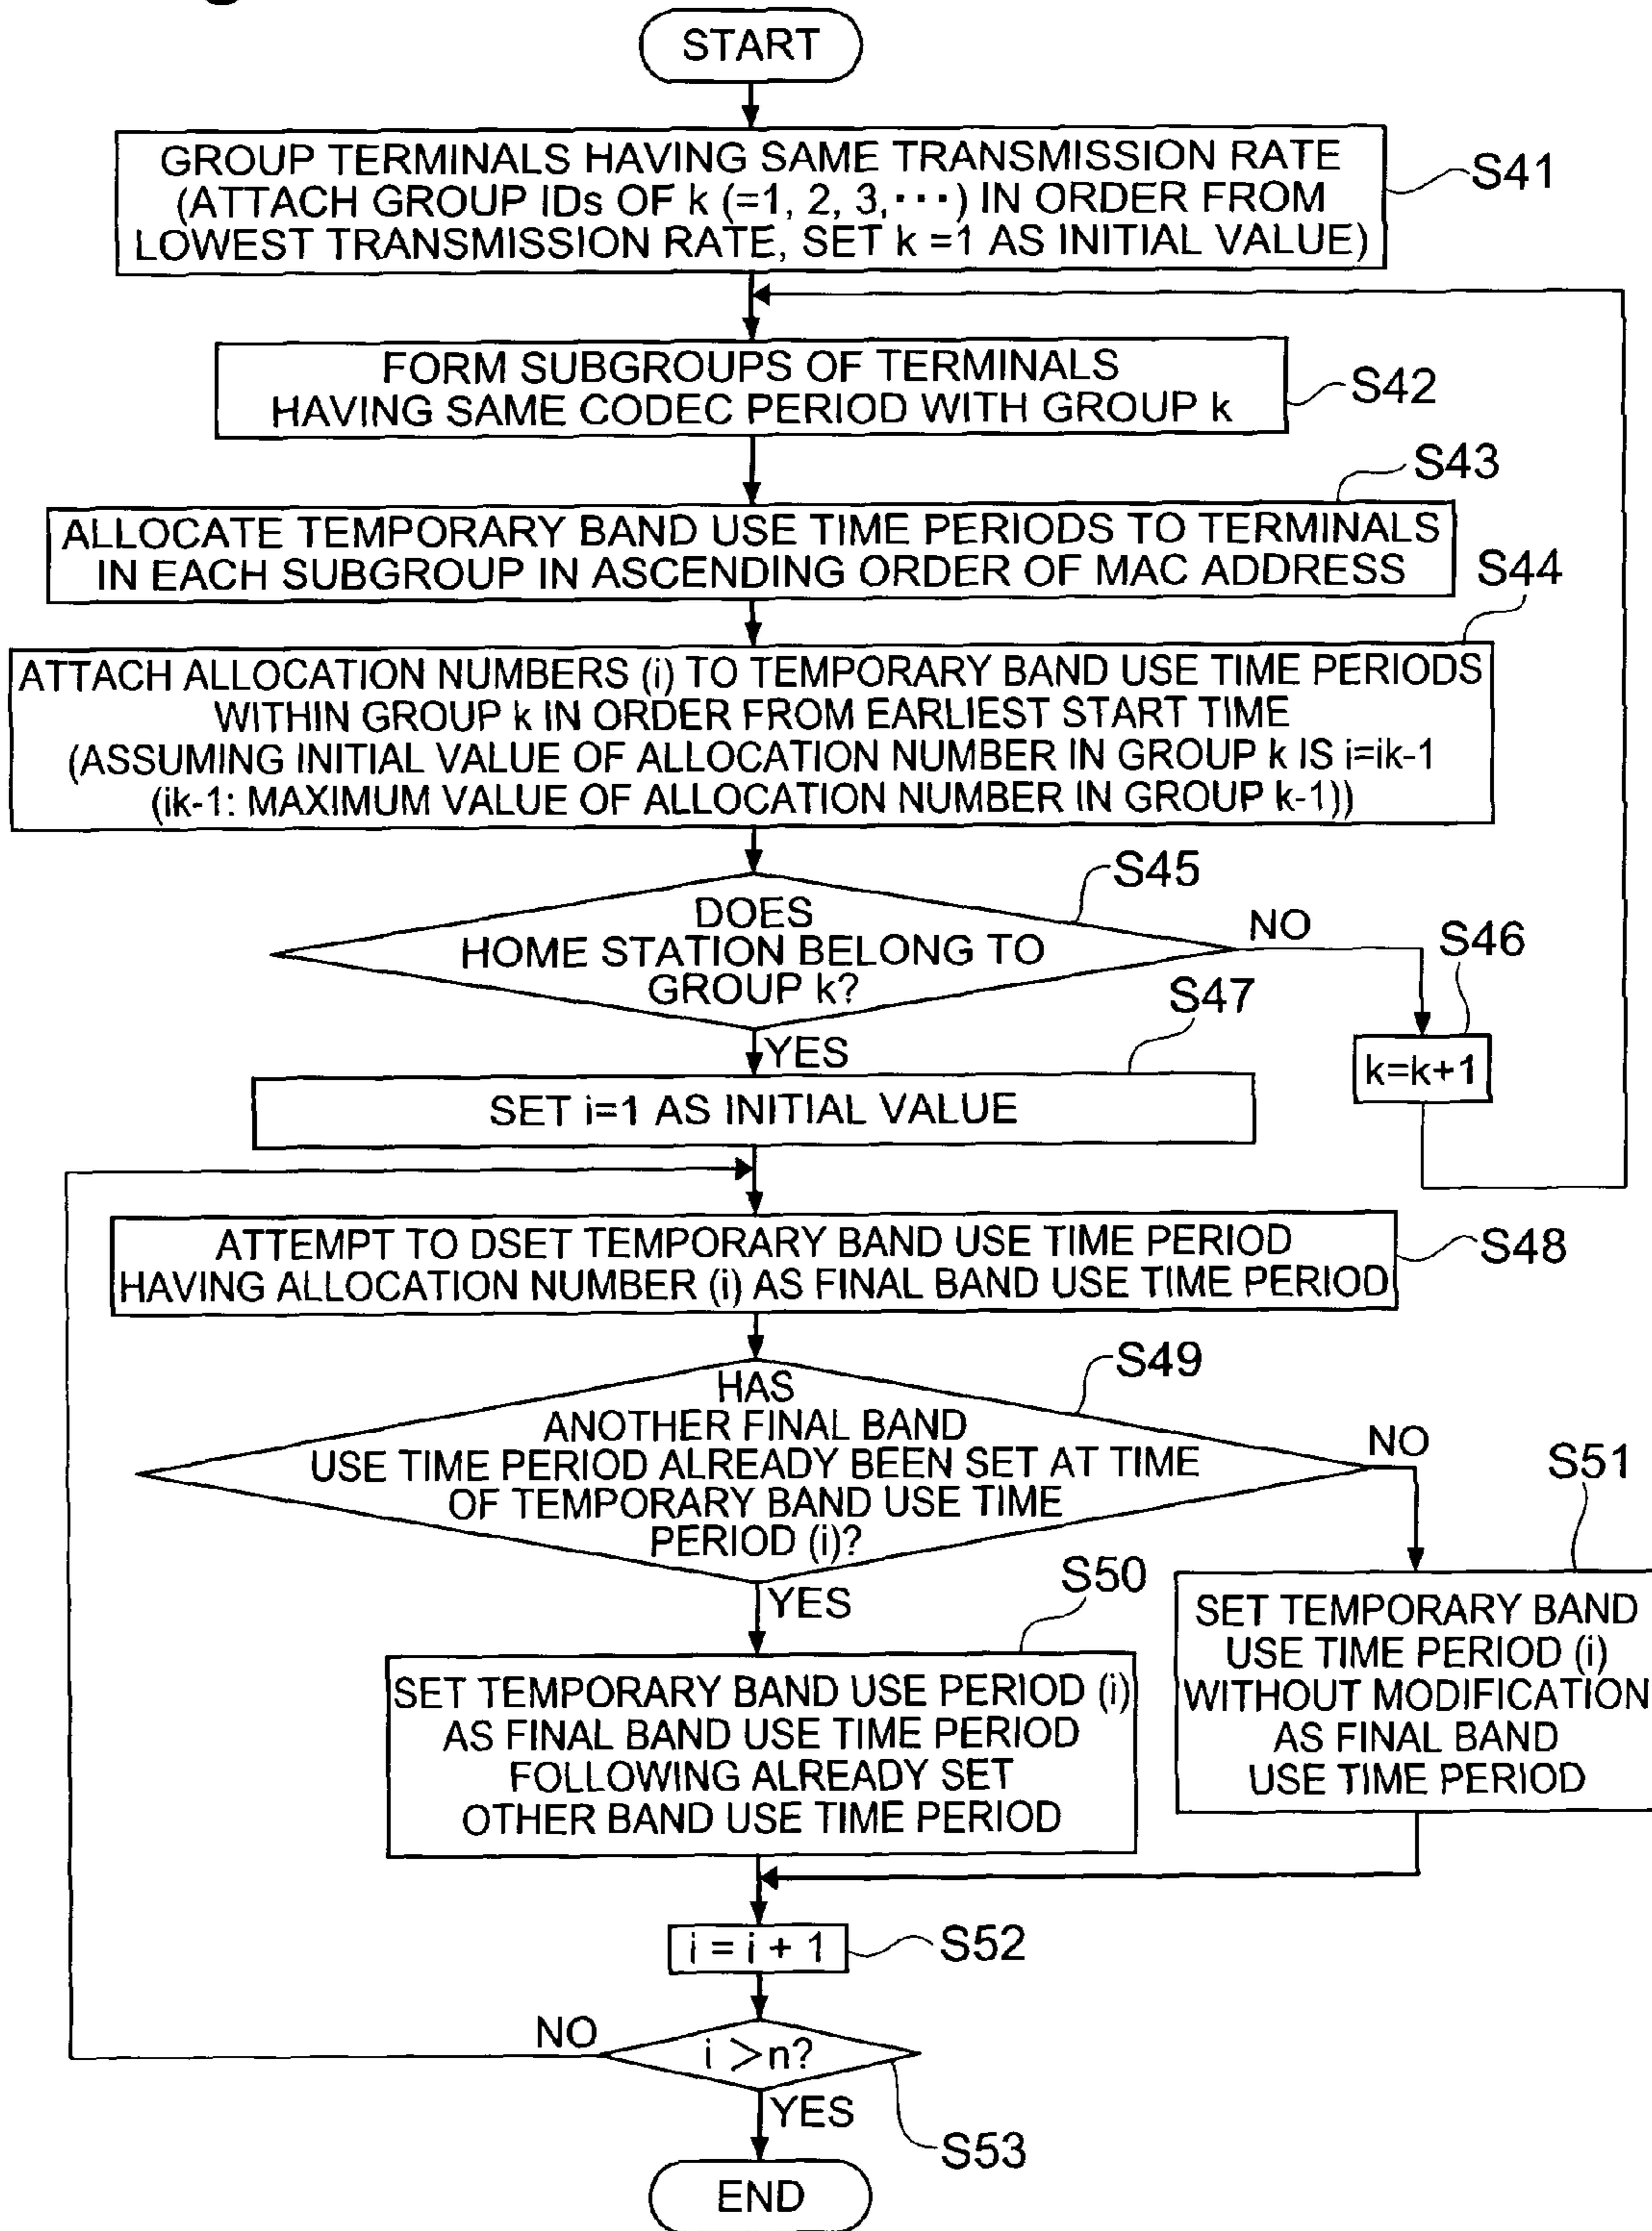 START
GROUP TERMINALS HAVING SAME TRANSMISSION RATE
(ATTACH GROUP IDs OF k (=1, 2, 3,···) IN ORDER FROM
LOWEST TRANSMISSION RATE, SET k =1 AS INITIAL VALUE)
S41
FORM SUBGROUPS OF TERMINALS
HAVING SAME CODEC PERIOD WITH GROUP k
S42
S43
ALLOCATE TEMPORARY BAND USE TIME PERIODS TO TERMINALS
IN EACH SUBGROUP IN ASCENDING ORDER OF MAC ADDRESS
S44
ATTACH ALLOCATION NUMBERS (i) TO TEMPORARY BAND USE TIME PERIODS
WITHIN GROUP k IN ORDER FROM EARLIEST START TIME
(ASSUMING INITIAL VALUE OF ALLOCATION NUMBER IN GROUP k IS i=ik-1
(ik-1: MAXIMUM VALUE OF ALLOCATION NUMBER IN GROUP k-1))
S45
DOES
HOME STATION BELONG TO
GROUP k?
NO
S46
k=k+1
YES
S47
SET i=1 AS INITIAL VALUE
ATTEMPT TO DSET TEMPORARY BAND USE TIME PERIOD
HAVING ALLOCATION NUMBER (i) AS FINAL BAND USE TIME PERIOD
S48
S49
HAS
ANOTHER FINAL BAND
USE TIME PERIOD ALREADY BEEN SET AT TIME
OF TEMPORARY BAND USE TIME
PERIOD (i)?
NO
S51
YES
S50
SET TEMPORARY BAND USE PERIOD (i)
AS FINAL BAND USE TIME PERIOD
FOLLOWING ALREADY SET
OTHER BAND USE TIME PERIOD
SET TEMPORARY BAND
USE TIME PERIOD (i)
WITHOUT MODIFICATION
AS FINAL BAND
USE TIME PERIOD
i = i + 1
S52
NO
i >n?
YES
S53
END